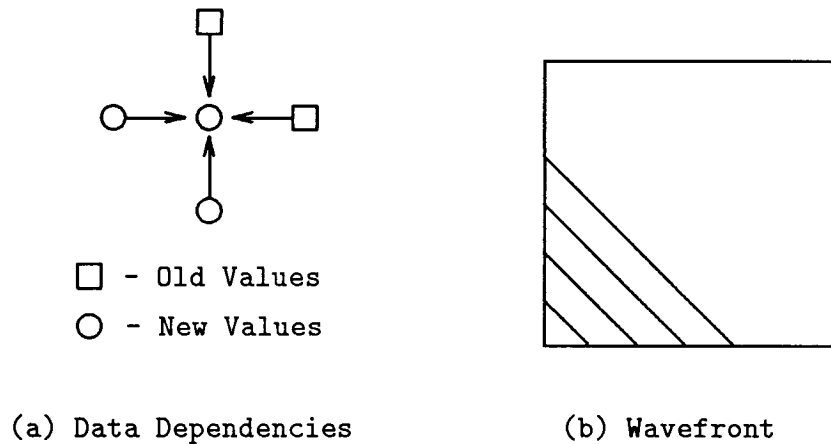 - Old Values
- New Values
(a) Data Dependencies
(b) Wavefront